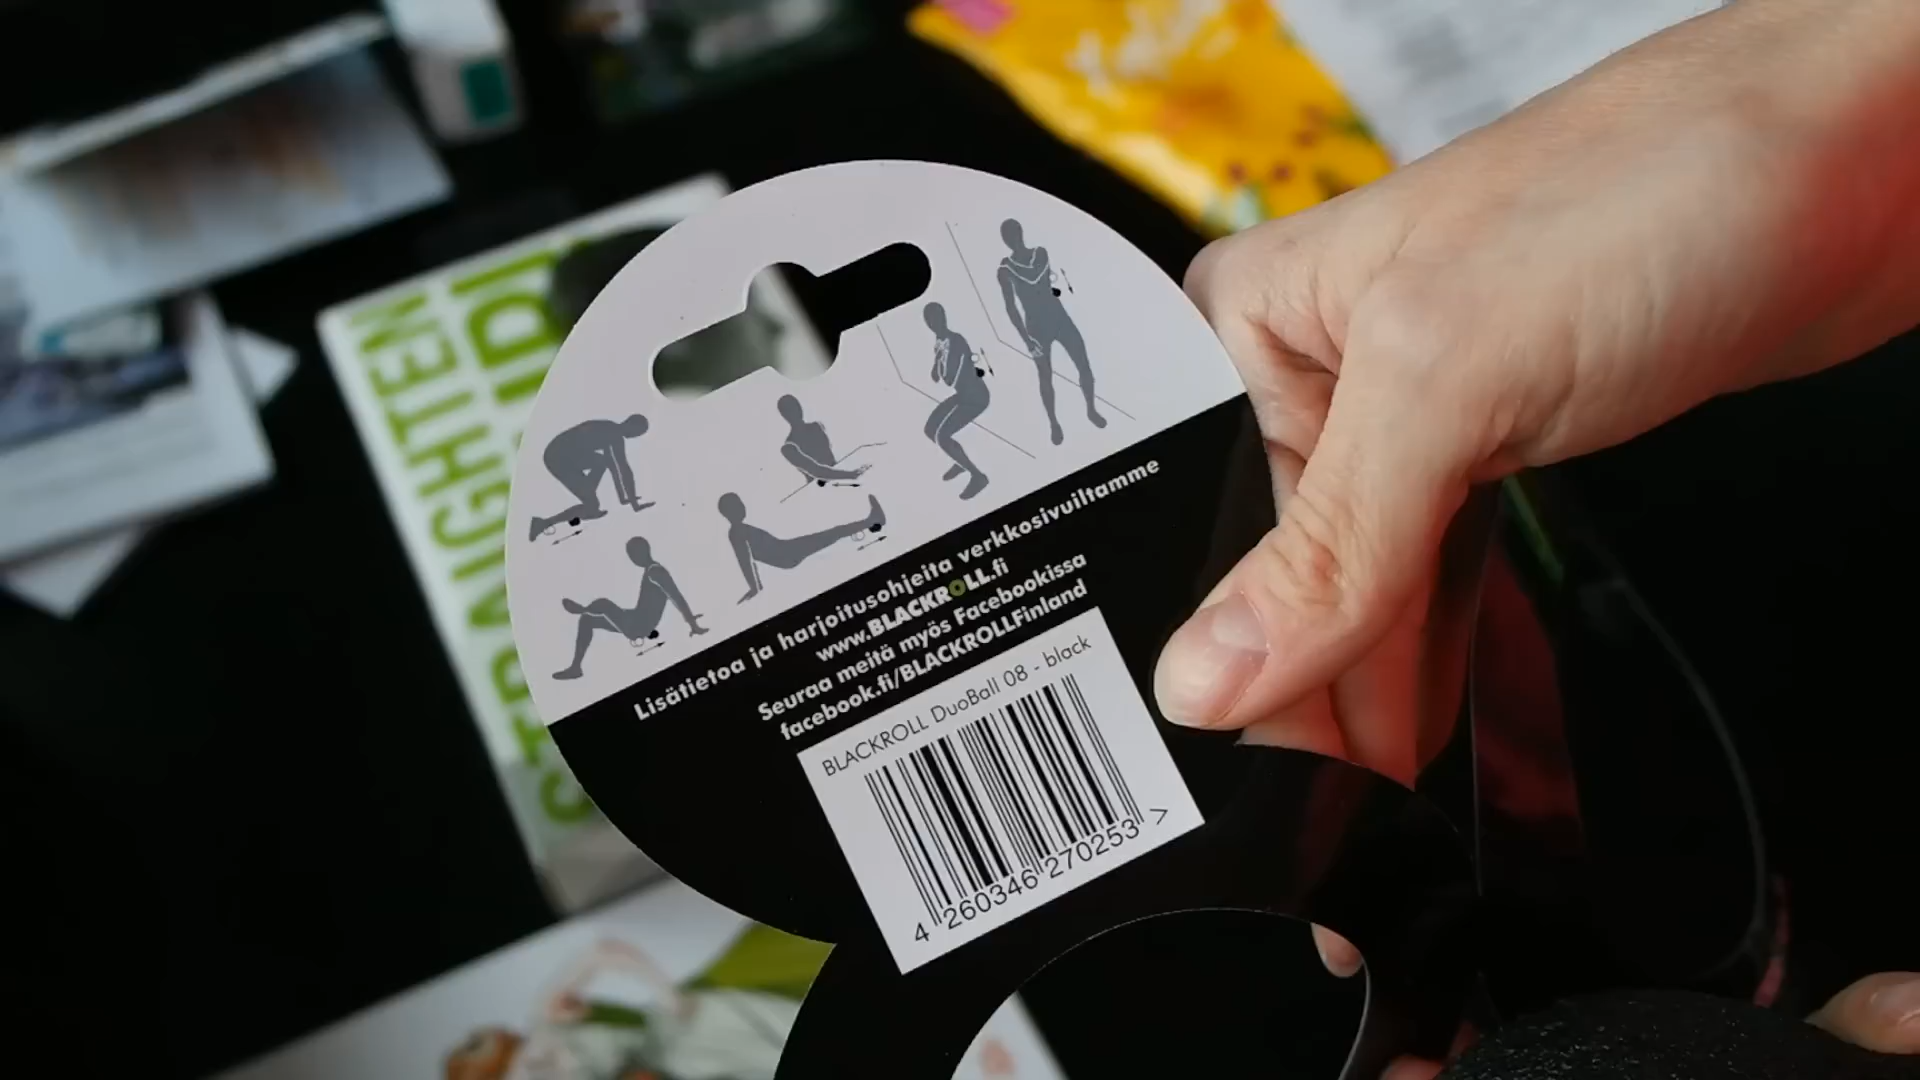 Lisätietoa ja harjoitusohjeita verkkosivuiltamme
www.BLACKROLL.fi
Seuraa meitä myös Facebookissa
facebook.fi/BLACKROLLFinland
BLACKROLL DuoBall 08 - black
4 260346 270253 >